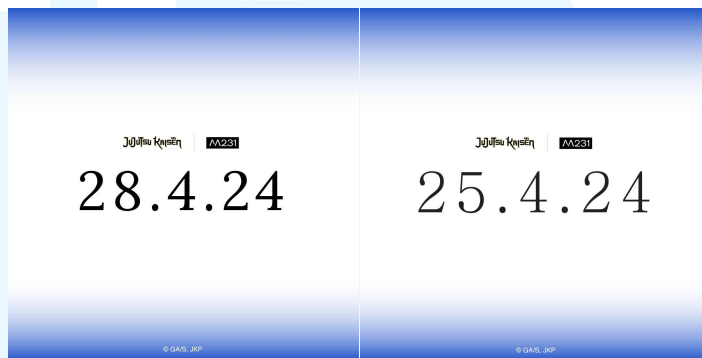 JUJUTSU KAISEN M231
28.4.24
© GA/S, JKP
JUJUTSU KAISEN M231
25.4.24
© GA/S, JKP